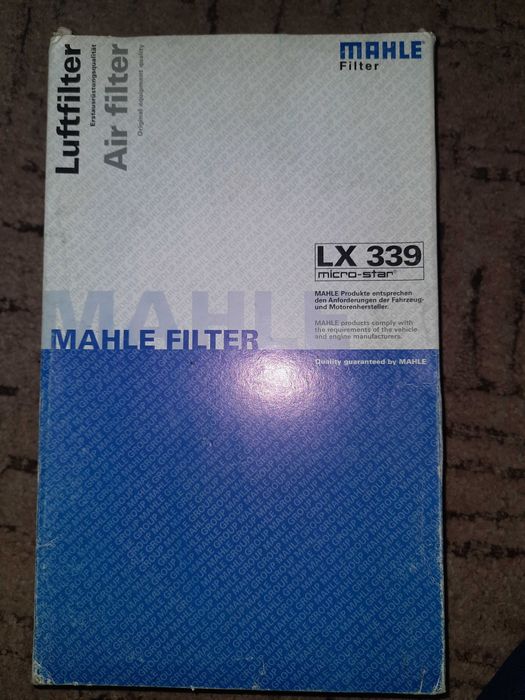 Luftfilter
Erstausrüstungsqualität
Air filter
Original equipment quality
MAHLE
Filter
LX 339
micro-star®
MAHLE Produkte entsprechen
den Anforderungen der Fahrzeug-
und Motorenhersteller.
MAHLE products comply with
the requirements of the vehicle
and engine manufacturers.
MAHLE
MAHLE FILTER
Quality guaranteed by MAHLE